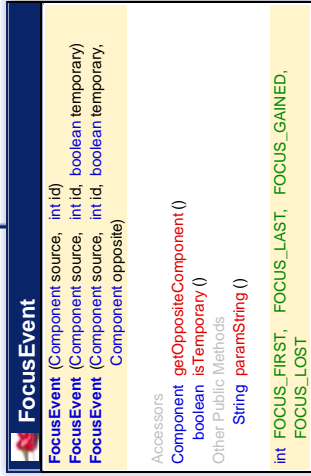 FocusEvent
FocusEvent (Component source, int id)
FocusEvent (Component source, int id, boolean temporary)
FocusEvent (Component source, int id, boolean temporary,
Component opposite)
Accessors
Component getOppositeComponent ()
boolean isTemporary ()
Other Public Methods
String paramString ()
int FOCUS_FIRST, FOCUS_LAST, FOCUS_GAINED,
FOCUS_LOST